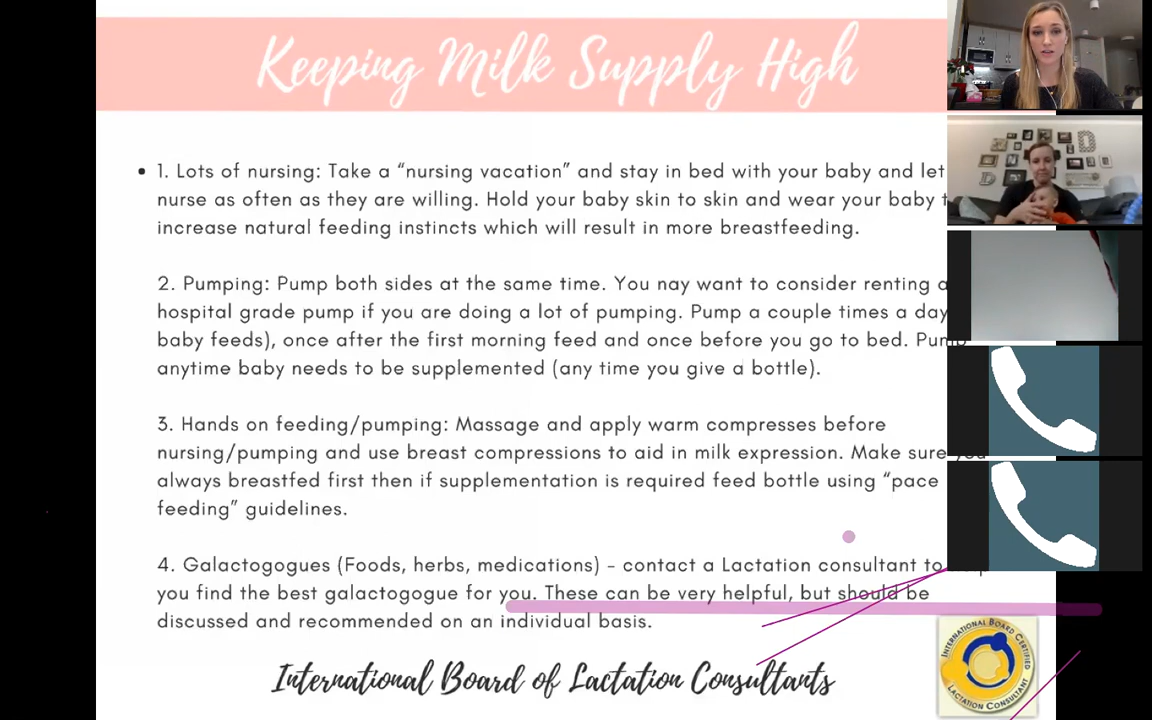 Keeping Milk Supply High
• 1. Lots of nursing: Take a “nursing vacation” and stay in bed with your baby and let
nurse as often as they are willing. Hold your baby skin to skin and wear your baby
increase natural feeding instincts which will result in more breastfeeding.
2. Pumping: Pump both sides at the same time. You nay want to consider renting a
hospital grade pump if you are doing a lot of pumping. Pump a couple times a day
baby feeds), once after the first morning feed and once before you go to bed. Pump
anytime baby needs to be supplemented (any time you give a bottle).
3. Hands on feeding/pumping: Massage and apply warm compresses before
nursing/pumping and use breast compressions to aid in milk expression. Make sure you
always breastfed first then if supplementation is required feed bottle using “pace
feeding” guidelines.
4. Galactogogues (Foods, herbs, medications) - contact a Lactation consultant to
you find the best galactogogue for you. These can be very helpful, but should be
discussed and recommended on an individual basis.
International Board of Lactation Consultants
INTERNATIONAL BOARD CERTIFIED
LACTATION CONSULTANT
D
D